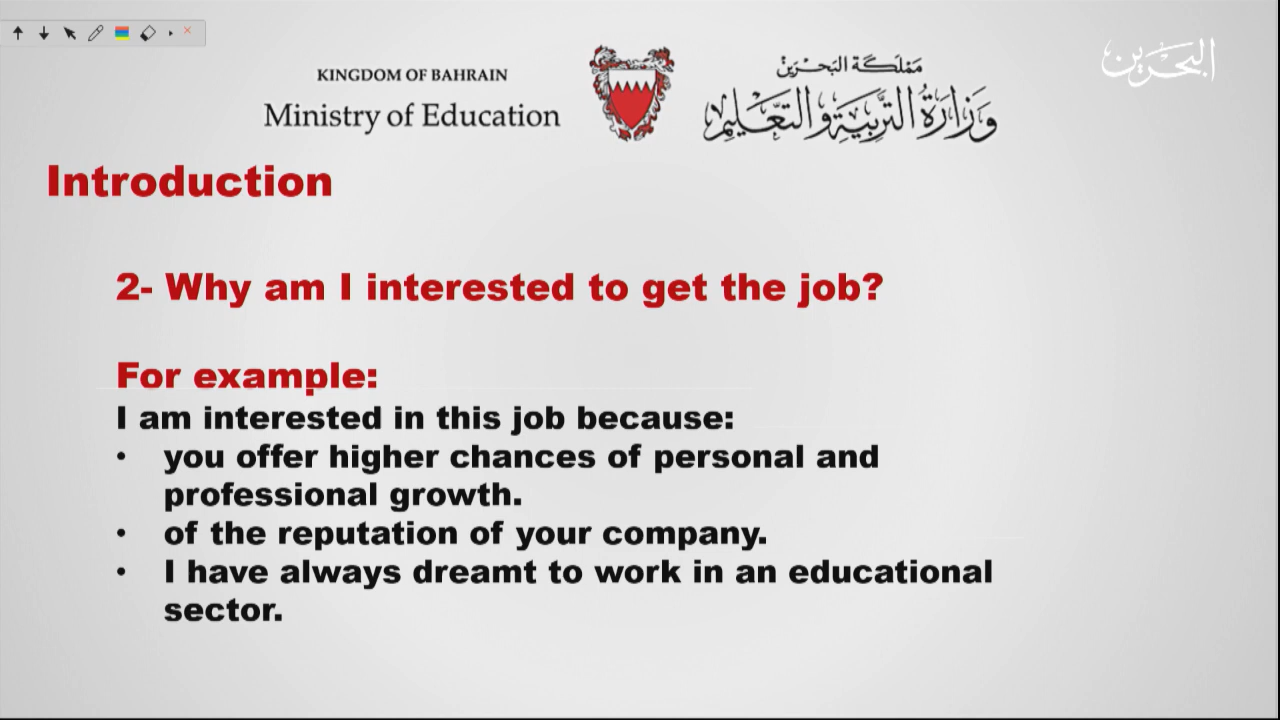 KINGDOM OF BAHRAIN
Ministry of Education
مملكة البحرين
وزارة التربية والتعليم
البحرين
Introduction
2- Why am I interested to get the job?
For example:
I am interested in this job because:
• you offer higher chances of personal and
professional growth.
• of the reputation of your company.
• I have always dreamt to work in an educational
sector.